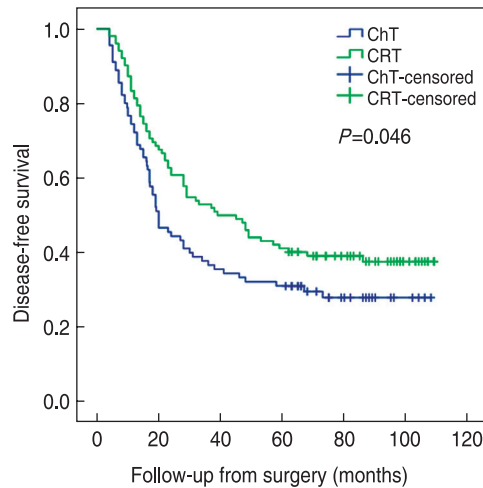 1.0
0.8
0.6
0.4
0.2
0.0
Disease-free survival
ChT
CRT
ChT-censored
CRT-censored
P=0.046
0 20 40 60 80 100 120
Follow-up from surgery (months)